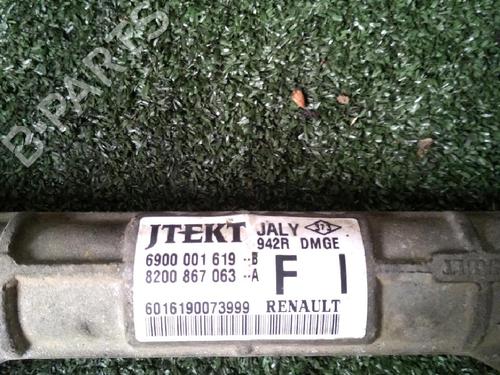 B-PARTS
JTEKT JALY
942R DMGE
6900 001 619 --B
8200 867 063 --A
F I
6016190073999 RENAULT